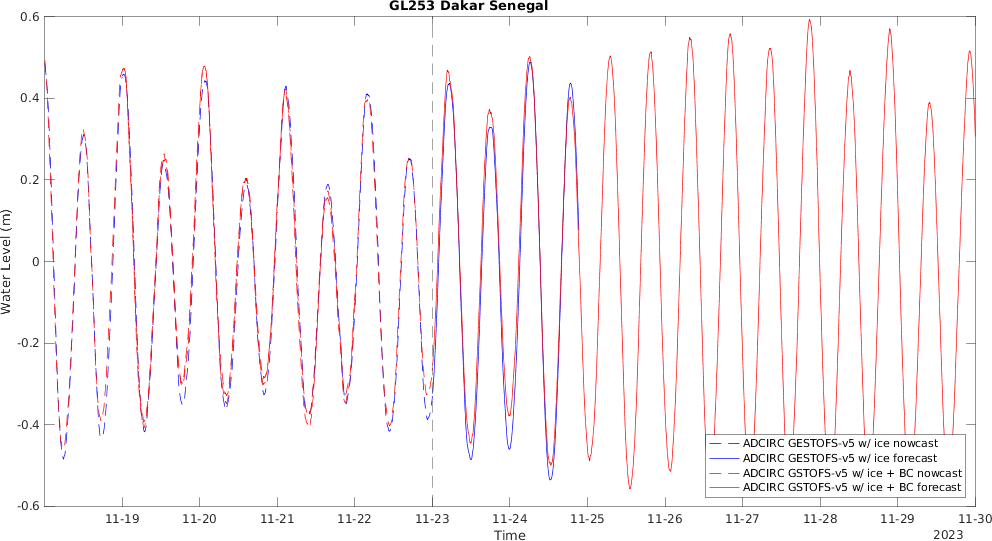 GL253 Dakar Senegal
0.6
0.4
0.2
0
-0.2
-0.4
-0.6
Water Level (m)
ADCIRC GESTOFS-v5 w/ ice nowcast
ADCIRC GESTOFS-v5 w/ ice forecast
ADCIRC GSTOFS-v5 w/ ice + BC nowcast
ADCIRC GSTOFS-v5 w/ ice + BC forecast
11-19 11-20 11-21 11-22 11-23 11-24 11-25 11-26 11-27 11-28 11-29 11-30
Time
2023